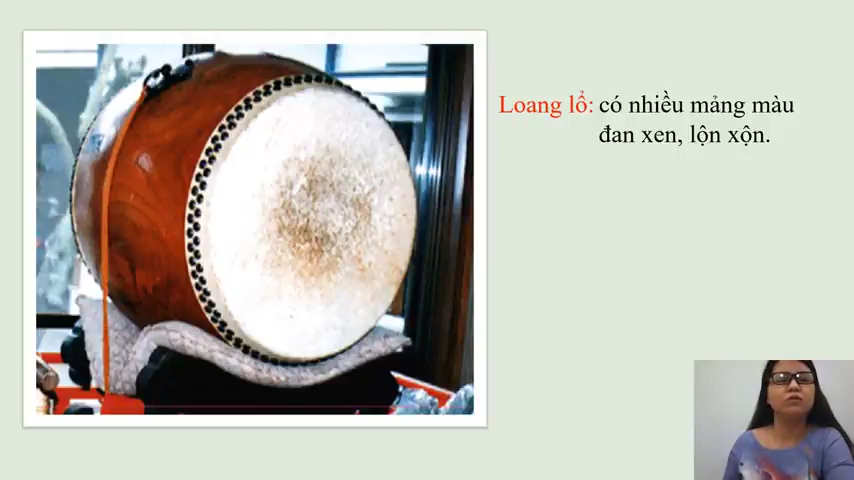 Loang lổ: có nhiều mảng màu
đan xen, lộn xộn.